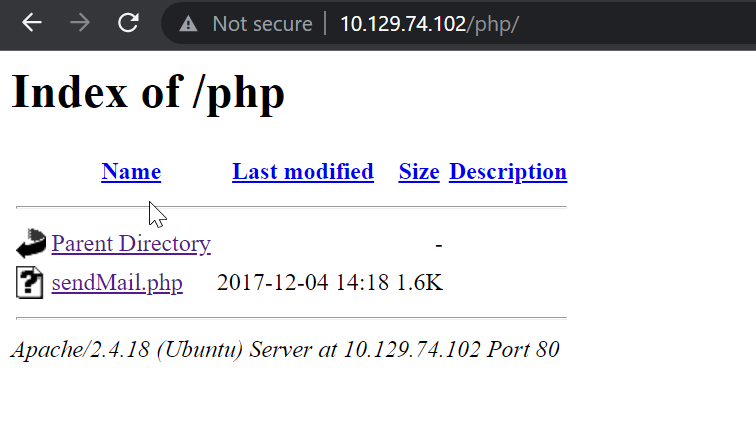 Not secure | 10.129.74.102/php/
Index of /php
Name Last modified Size Description
Parent Directory -
sendMail.php 2017-12-04 14:18 1.6K
Apache/2.4.18 (Ubuntu) Server at 10.129.74.102 Port 80